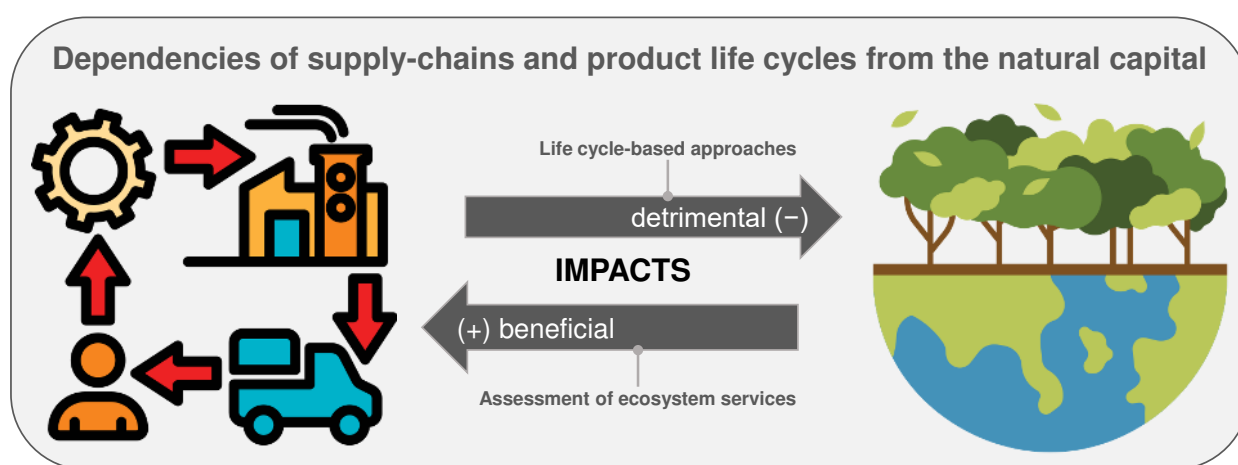 Dependencies of supply-chains and product life cycles from the natural capital
Life cycle-based approaches
detrimental (−)
IMPACTS
(+) beneficial
Assessment of ecosystem services